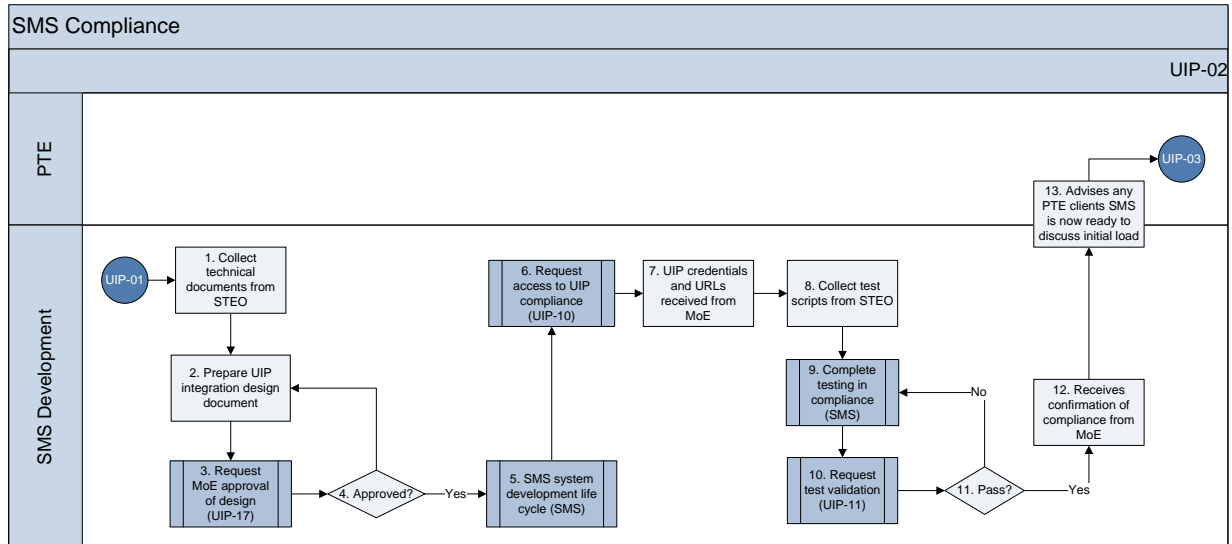 SMS Compliance
UIP-02
PTE
UIP-03
13. Advises any
PTE clients SMS
is now ready to
discuss initial load
SMS Development
UIP-01
1. Collect
technical
documents from
STEO
2. Prepare UIP
integration design
document
3. Request
MoE approval
of design
(UIP-17)
4. Approved?
Yes
5. SMS system
development life
cycle (SMS)
6. Request
access to UIP
compliance
(UIP-10)
7. UIP credentials
and URLs
received from
MoE
8. Collect test
scripts from STEO
9. Complete
testing in
compliance
(SMS)
10. Request
test validation
(UIP-11)
11. Pass?
No
Yes
12. Receives
confirmation of
compliance from
MoE